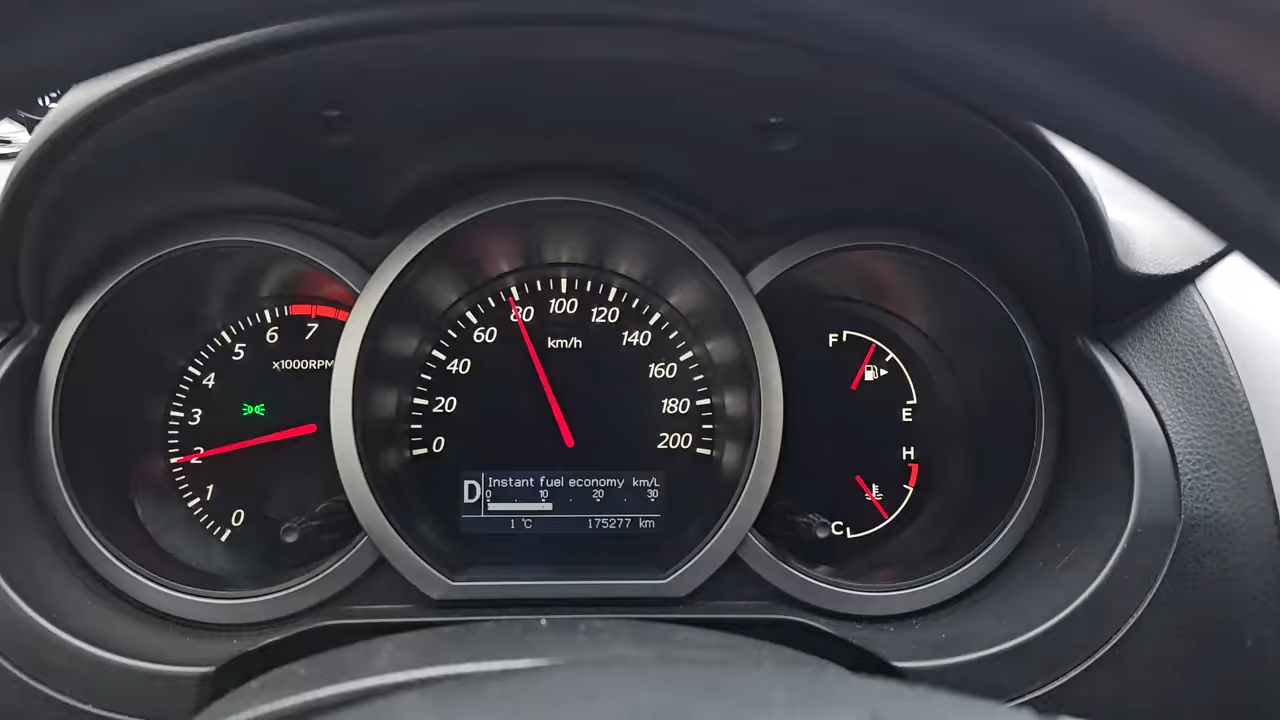 0 1 2 3 4 5 6 7
x1000RPM
0 20 40 60 80 100 120 140 160 180 200
km/h
D
Instant fuel economy km/L
0 10 20 30
1 ℃ 175277 km
F
E
H
C